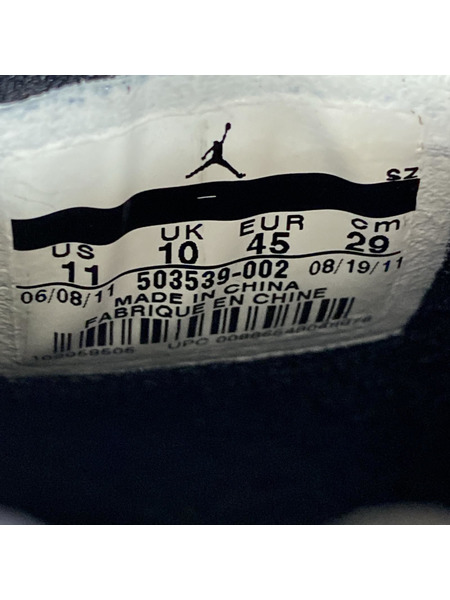 SZ
US UK EUR cm
11 10 45 29
06/08/11 503539-002 08/19/11
MADE IN CHINA
FABRIQUE EN CHINE
UPC